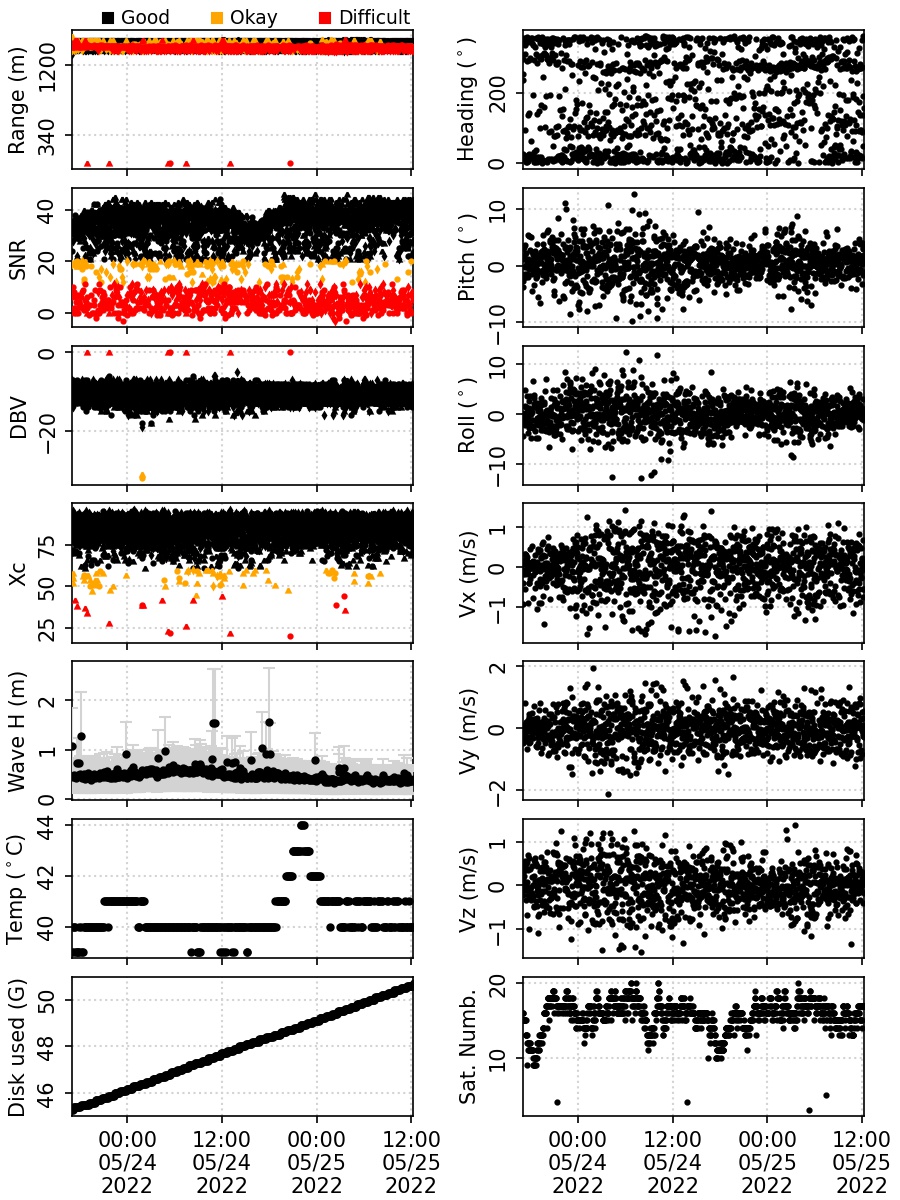 Good Okay Difficult
Range (m)
1200
340
Heading (°)
200
0
SNR
40
20
0
Pitch (°)
10
0
−10
DBV
0
−20
Roll (°)
10
0
−10
Xc
75
50
25
Vx (m/s)
1
0
−1
Wave H (m)
2
1
0
Vy (m/s)
2
0
−2
Temp (°C)
44
42
40
Vz (m/s)
1
0
−1
Disk used (G)
50
48
46
Sat. Numb.
20
10
00:00 12:00 00:00 12:00
05/24 05/24 05/25 05/25
2022 2022 2022 2022
00:00 12:00 00:00 12:00
05/24 05/24 05/25 05/25
2022 2022 2022 2022